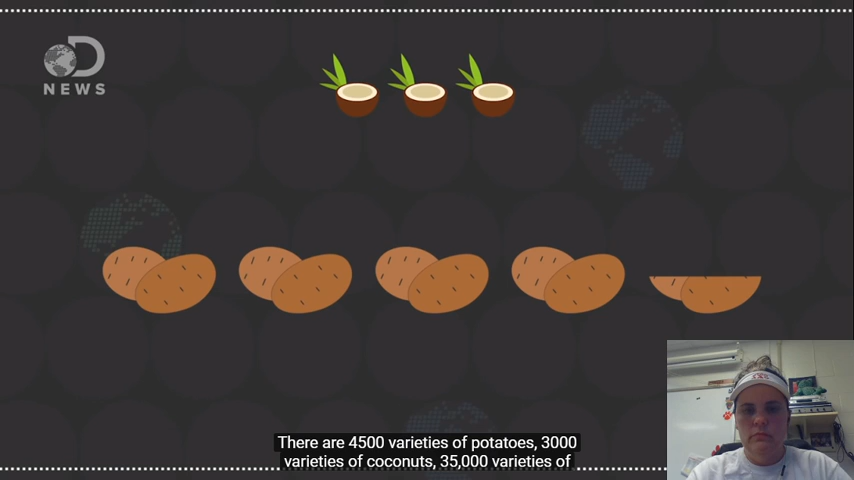 D
NEWS
There are 4500 varieties of potatoes, 3000
varieties of coconuts, 35,000 varieties of